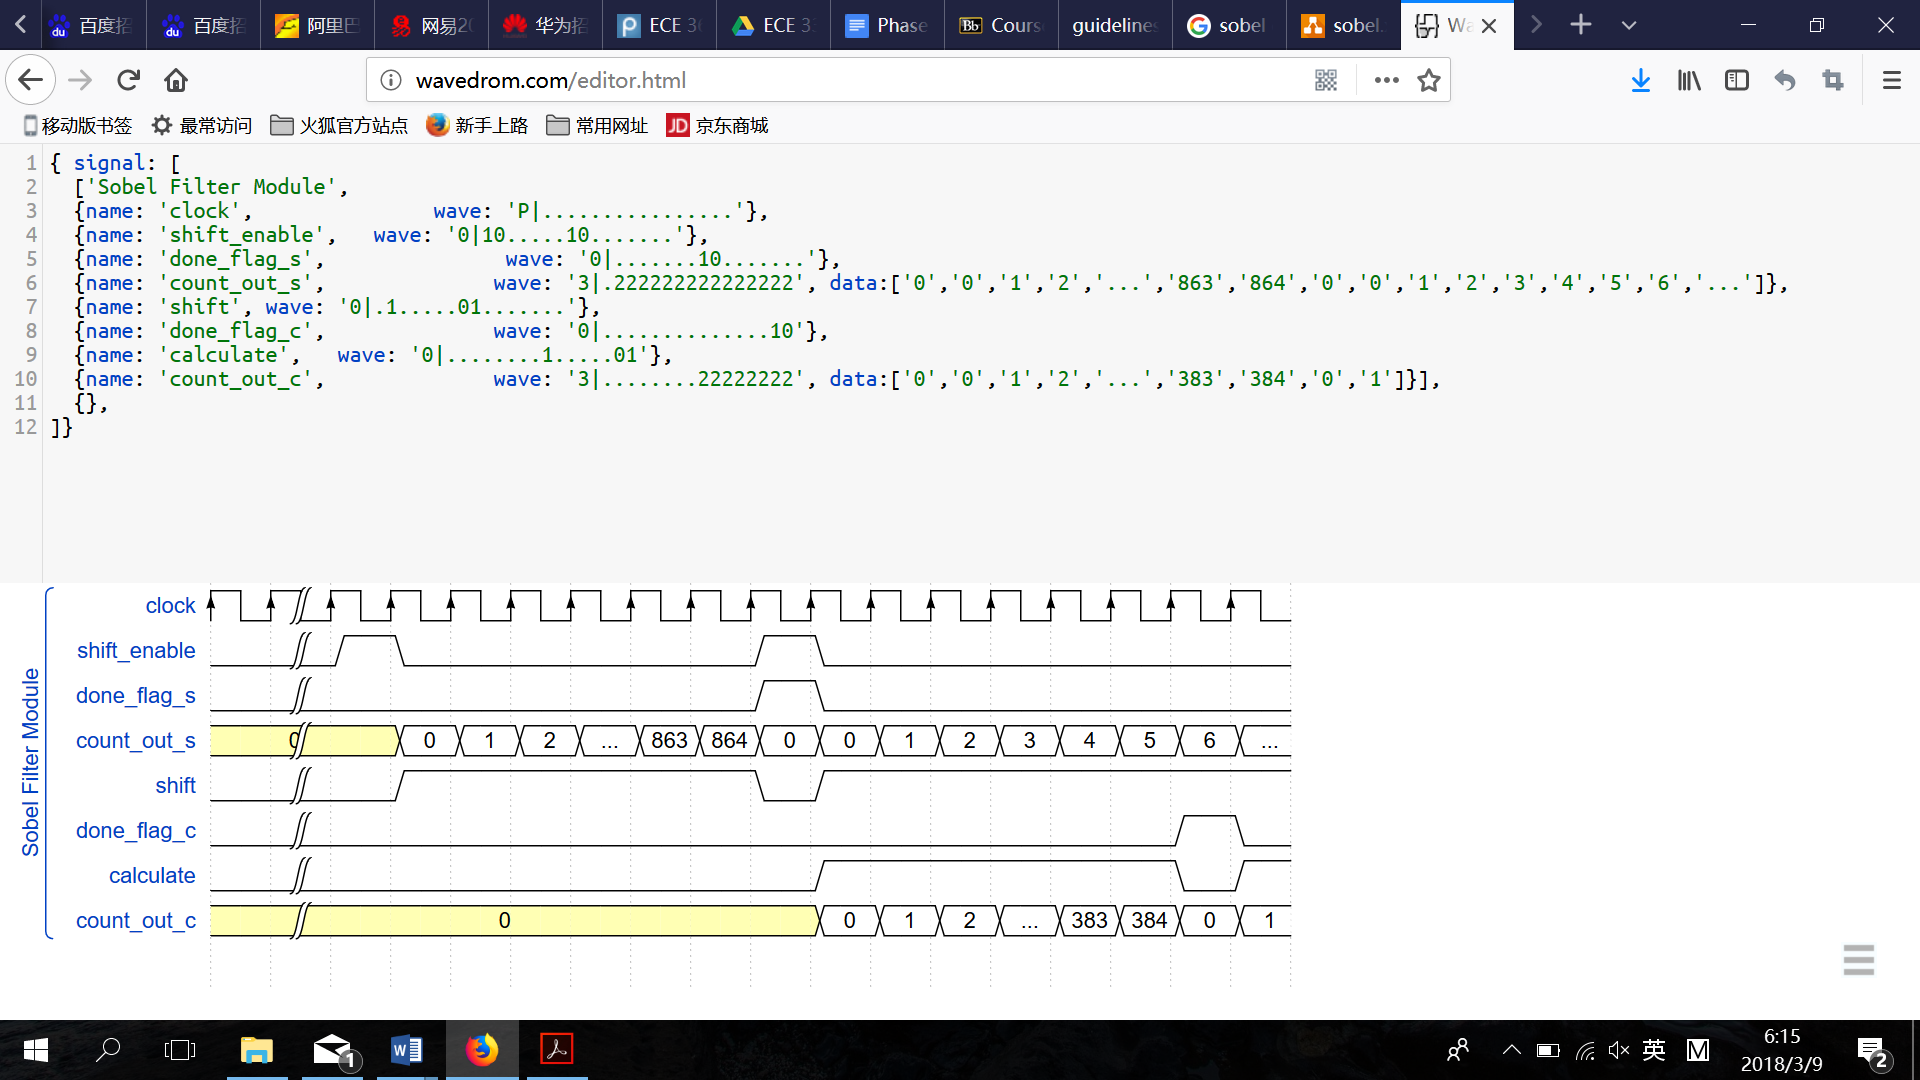 百度招 百度招 阿里巴 网易20 华为招 ECE 3 ECE 3 Phase Cours guidelines sobel sobel. Wa
wavedrom.com/editor.html
移动版书签 最常访问 火狐官方站点 新手上路 常用网址 JD 京东商城
1 { signal: [
2 ['Sobel Filter Module',
3 {name: 'clock', wave: 'P|................'},
4 {name: 'shift_enable', wave: '0|10.....10.......'},
5 {name: 'done_flag_s', wave: '0|.......10.......'},
6 {name: 'count_out_s', wave: '3|.222222222222222', data:['0','0','1','2','...','863','864','0','0','1','2','3','4','5','6','...']},
7 {name: 'shift', wave: '0|.1.....01.......'},
8 {name: 'done_flag_c', wave: '0|..............10'},
9 {name: 'calculate', wave: '0|........1.....01'},
10 {name: 'count_out_c', wave: '3|........22222222', data:['0','0','1','2','...','383','384','0','1']}],
11 {},
12 ]}
Sobel Filter Module
clock
shift_enable
done_flag_s
count_out_s 0 0 1 2 ... 863 864 0 0 1 2 3 4 5 6 ...
shift
done_flag_c
calculate
count_out_c 0 0 1 2 ... 383 384 0 1
1 英 M 6:15
2018/3/9 2